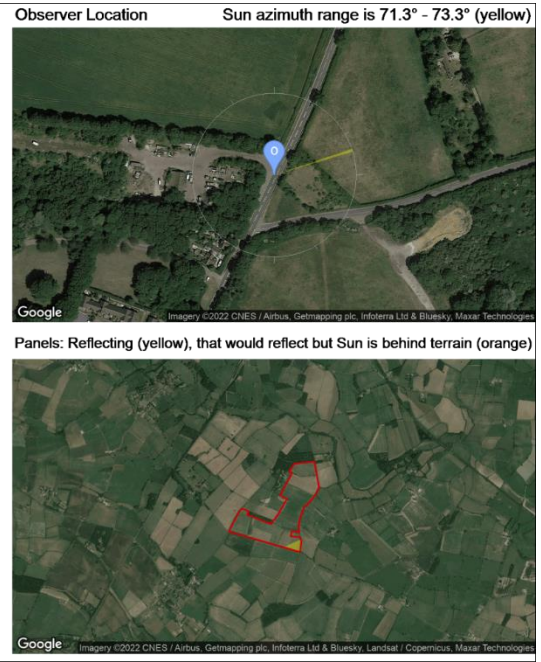 Observer Location
Sun azimuth range is 71.3° - 73.3° (yellow)
O
Google
Imagery ©2022 CNES / Airbus, Getmapping plc, Infoterra Ltd & Bluesky, Maxar Technologies
Panels: Reflecting (yellow), that would reflect but Sun is behind terrain (orange)
Google
Imagery ©2022 CNES / Airbus, Getmapping plc, Infoterra Ltd & Bluesky, Landsat / Copernicus, Maxar Technologies